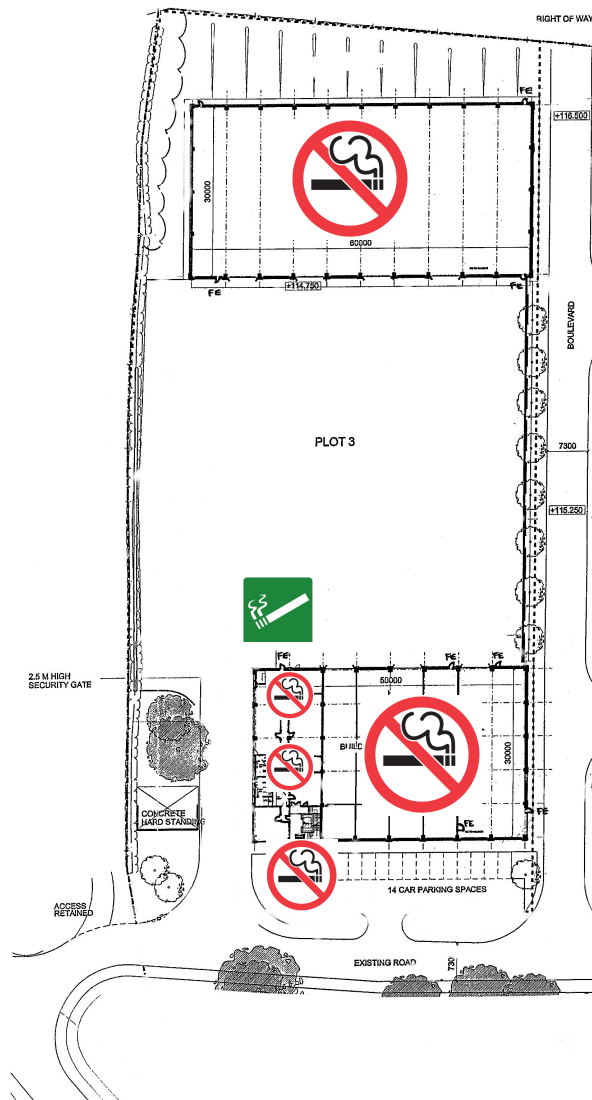 RIGHT OF WAY
FE
+116.500
30000
60000
FE
+114.750
FE
BOULEVARD
PLOT 3
7300
+115.250
FE
FE
FE
2.5 M HIGH
SECURITY GATE
50000
BUILD
30000
CONCRETE
HARD STANDING
FE
FE
14 CAR PARKING SPACES
ACCESS
RETAINED
EXISTING ROAD
730